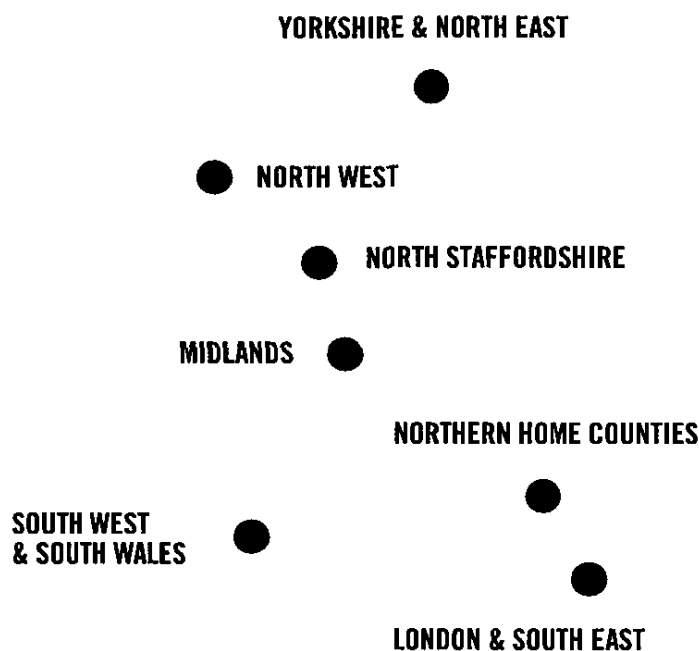 YORKSHIRE & NORTH EAST
NORTH WEST
NORTH STAFFORDSHIRE
MIDLANDS
NORTHERN HOME COUNTIES
SOUTH WEST
& SOUTH WALES
LONDON & SOUTH EAST